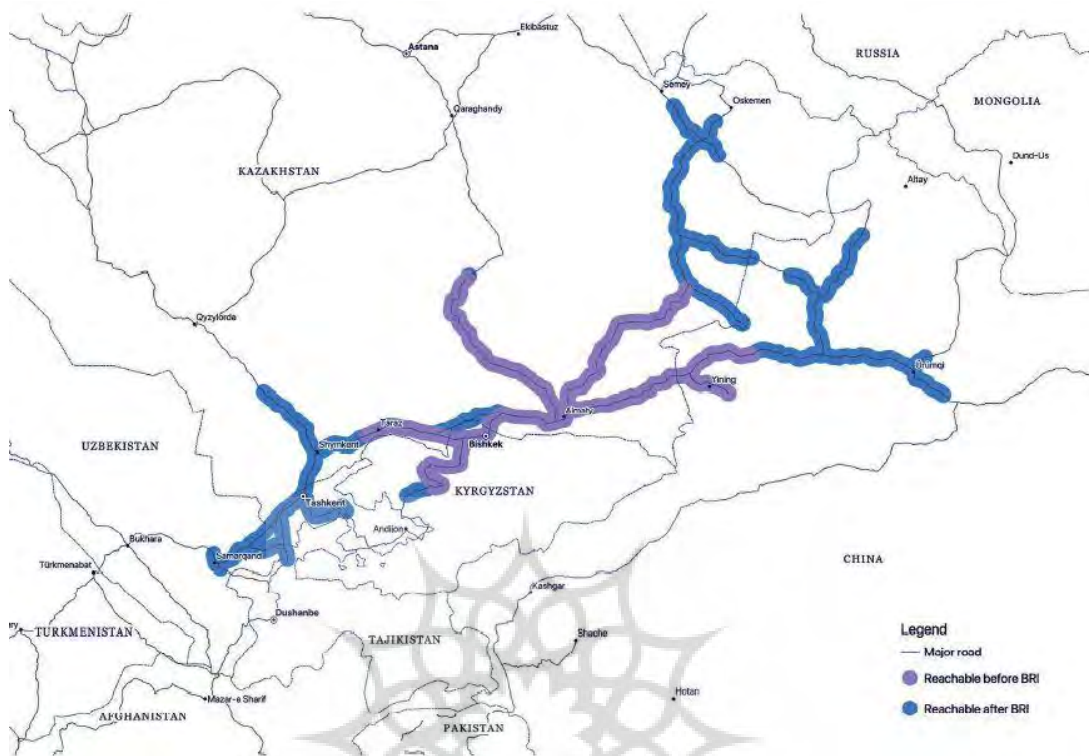 Ekibastuz
Astana
RUSSIA
Semey
Oskemen
MONGOLIA
Qaraghandy
Dund-Us
KAZAKHSTAN
Altay
Qyzylorda
Ürümqi
Yining
Almaty
Taraz
Shymkent
Bishkek
UZBEKISTAN
KYRGYZSTAN
Tashkent
Andijon
Bukhara
Samarqand
CHINA
Türkmenabat
Kashgar
Dushanbe
ary
TURKMENISTAN
TAJIKISTAN
Shache
Mazar-e Sharif
Hotan
AFGHANISTAN
PAKISTAN
Legend
Major road
Reachable before BRI
Reachable after BRI